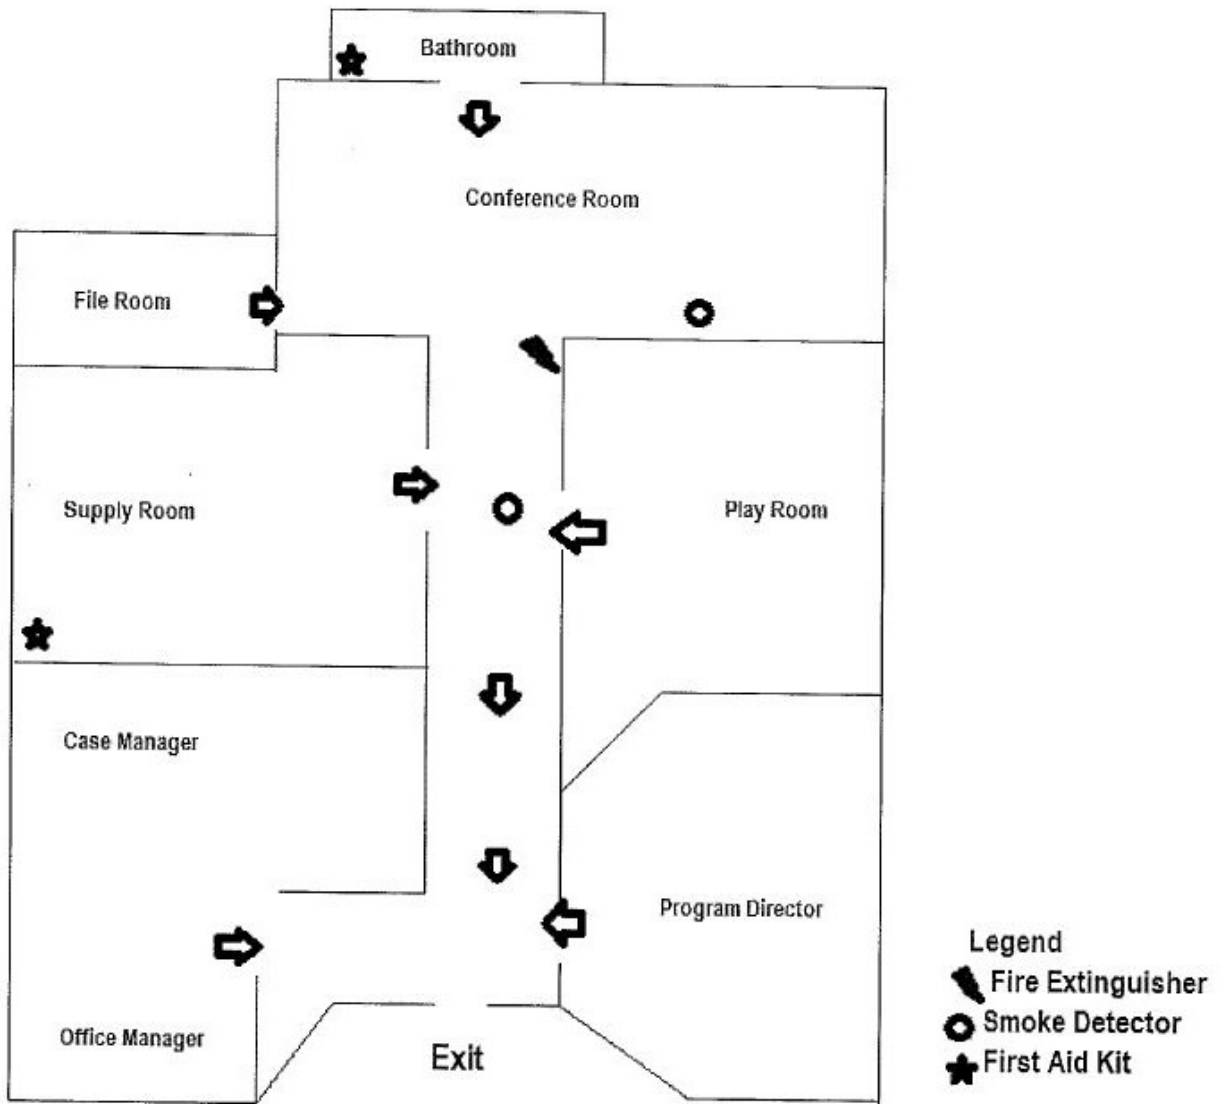 Bathroom
Conference Room
File Room
Supply Room
Play Room
Case Manager
Program Director
Office Manager
Exit
Legend
Fire Extinguisher
Smoke Detector
First Aid Kit